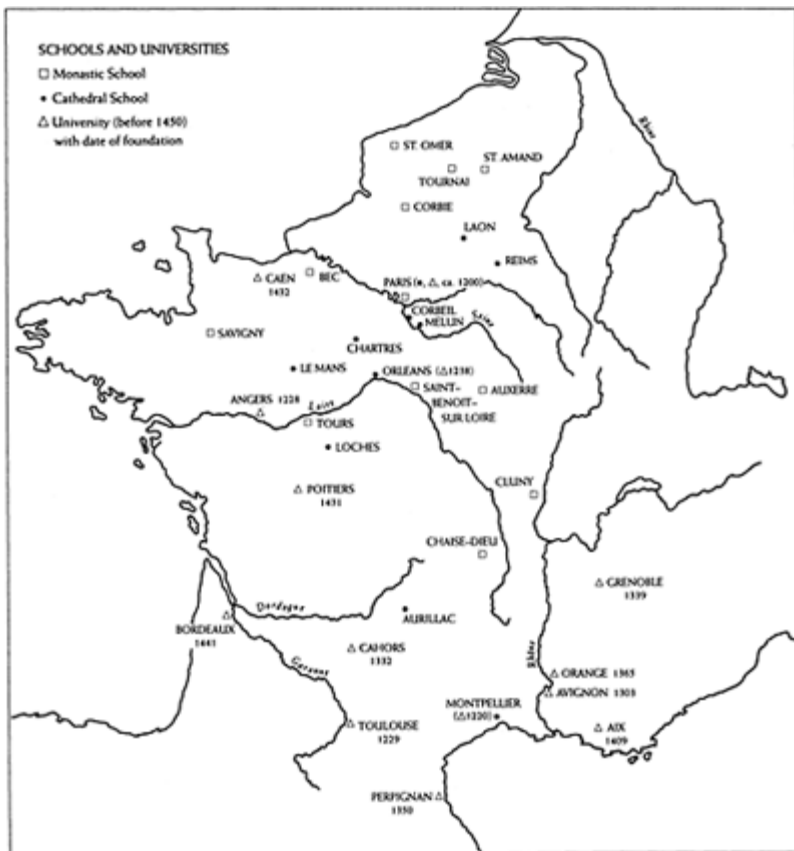 SCHOOLS AND UNIVERSITIES
Monastic School
Cathedral School
University (before 1450)
with date of foundation
Rhine
ST. OMER
ST. AMAND
TOURNAI
CORBIE
LAON
REIMS
CAEN
1432
BEC
PARIS (•, △, ca. 1200)
CORBEIL
MELUN
Seine
SAVIGNY
CHARTRES
LE MANS
ORLEANS (△1238)
SAINT-
BENOIT-
SUR LOIRE
AUXERRE
ANGERS 1228
Loire
TOURS
LOCHES
CLUNY
POITIERS
1431
CHAISE-DIEU
GRENOBLE
1339
Dordogne
AURILLAC
BORDEAUX
1441
CAHORS
1332
Garonne
Rhône
ORANGE 1365
AVIGNON 1303
MONTPELLIER
(△1220)
TOULOUSE
1229
AIX
1409
PERPIGNAN
1350